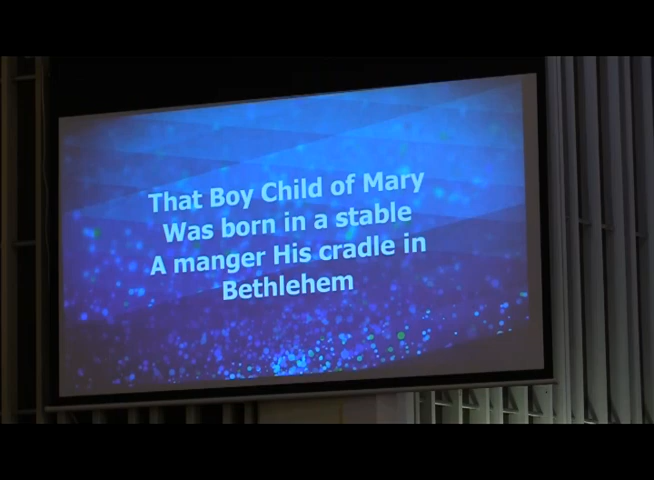 That Boy Child of Mary
Was born in a stable
A manger His cradle in
Bethlehem